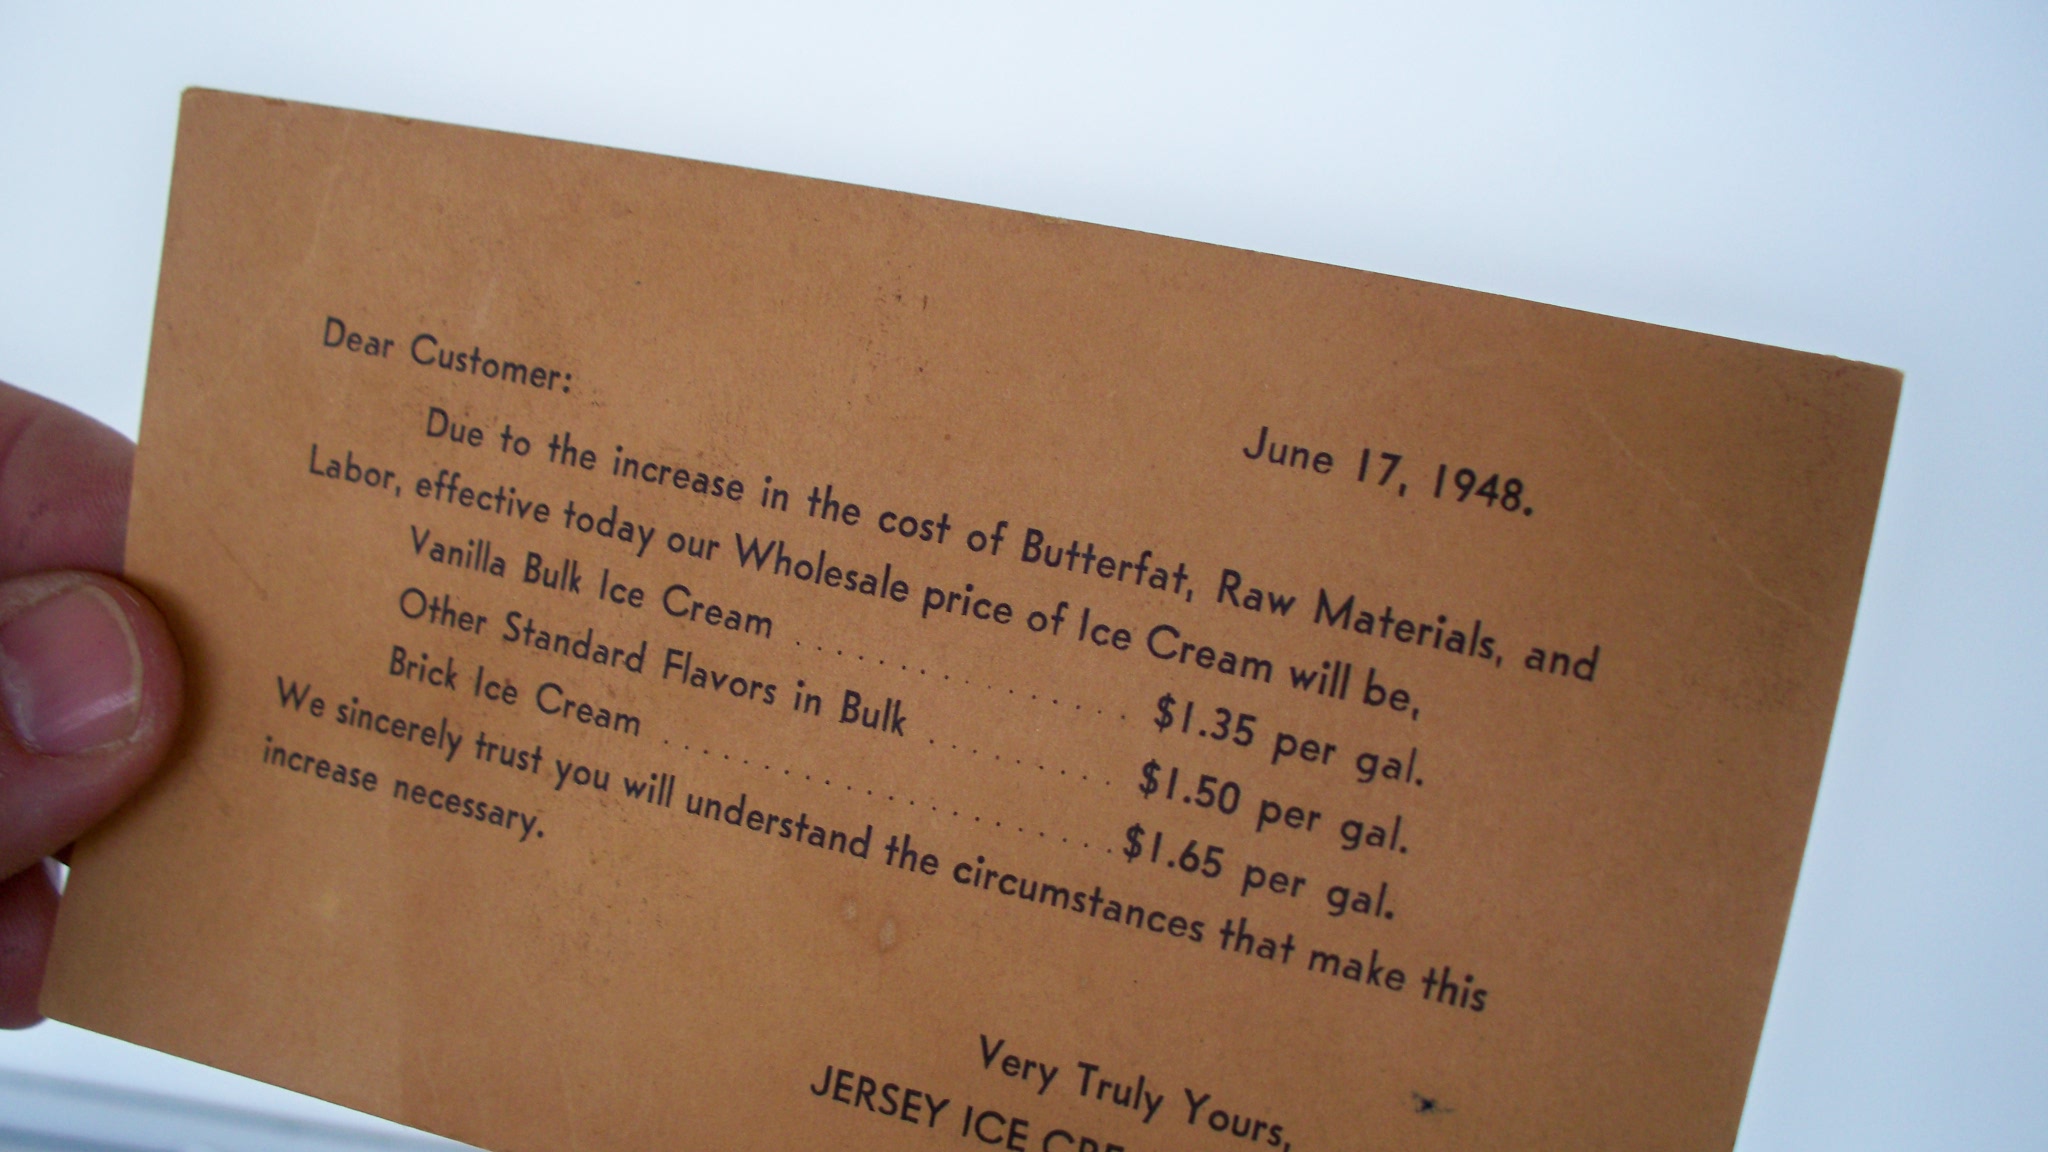 June 17, 1948.
Dear Customer:
Due to the increase in the cost of Butterfat, Raw Materials, and
Labor, effective today our Wholesale price of Ice Cream will be,
Vanilla Bulk Ice Cream .................. $1.35 per gal.
Other Standard Flavors in Bulk .......... $1.50 per gal.
Brick Ice Cream ........................ $1.65 per gal.
We sincerely trust you will understand the circumstances that make this
increase necessary.
Very Truly Yours,
JERSEY ICE